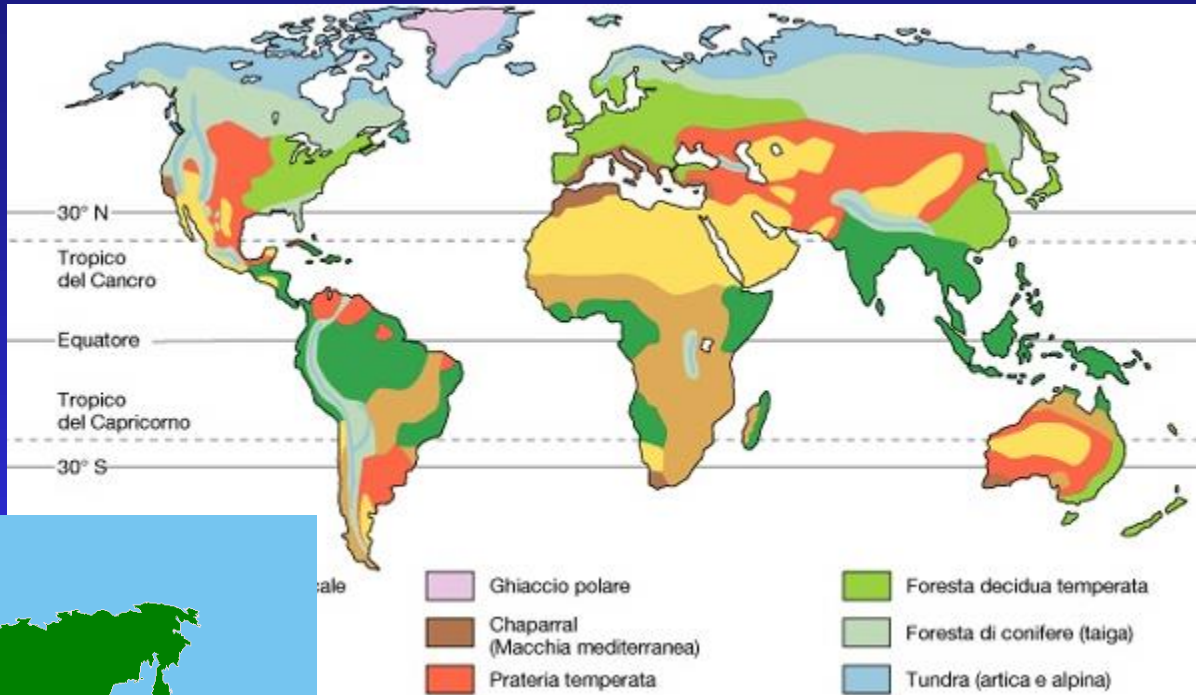 30° N
Tropico
del Cancro
Equatore
Tropico
del Capricorno
30° S
cale
Ghiaccio polare
Chaparral
(Macchia mediterranea)
Prateria temperata
Foresta decidua temperata
Foresta di conifere (taiga)
Tundra (artica e alpina)